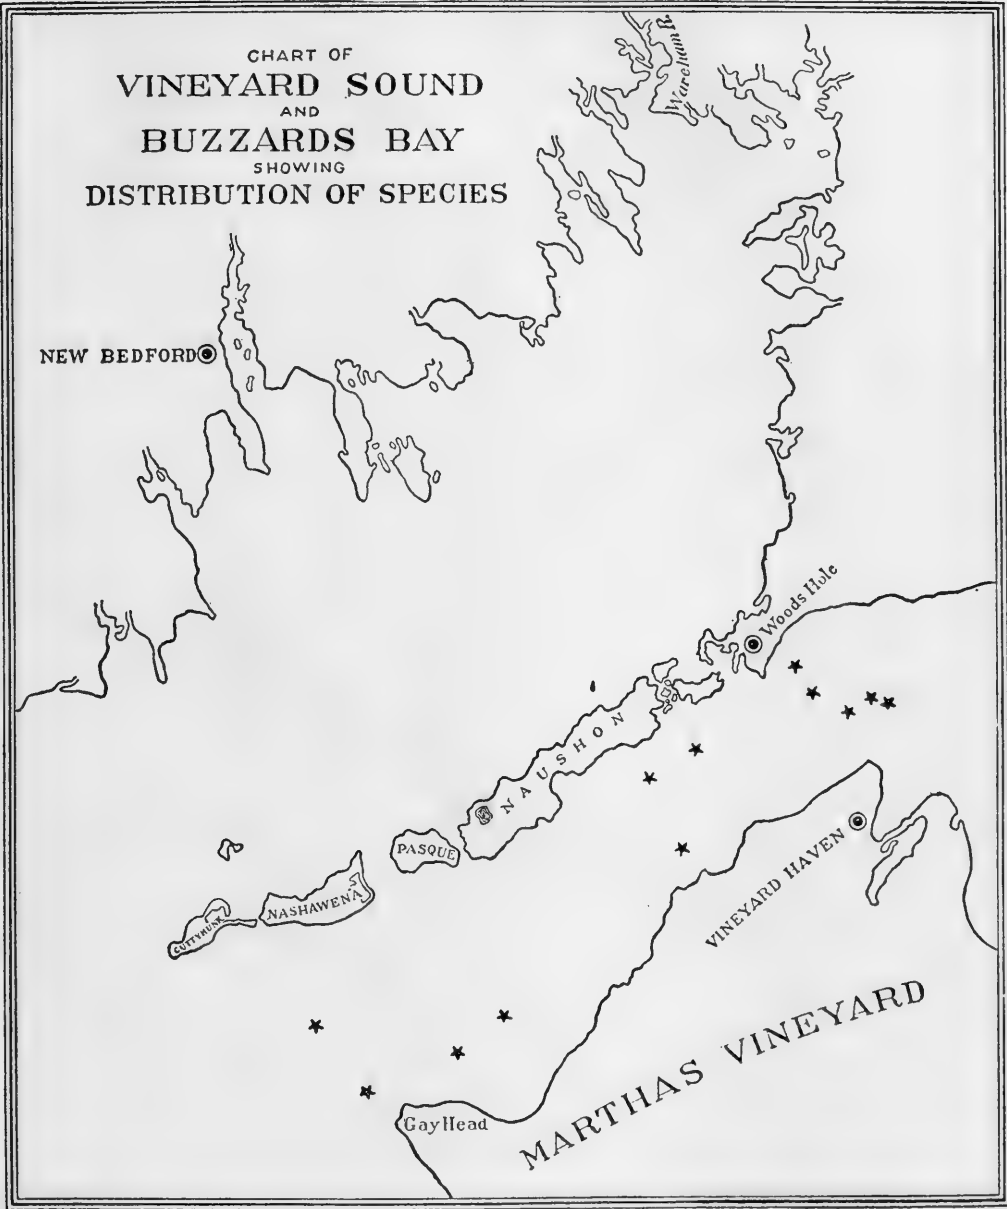 CHART OF
VINEYARD SOUND
AND
BUZZARDS BAY
SHOWING
DISTRIBUTION OF SPECIES
Wareham R.
NEW BEDFORD
Woods Hole
NAUSHON
PASQUE
NASHAWENA
CUTTYHUNK
VINEYARD HAVEN
MARTHAS VINEYARD
Gay Head